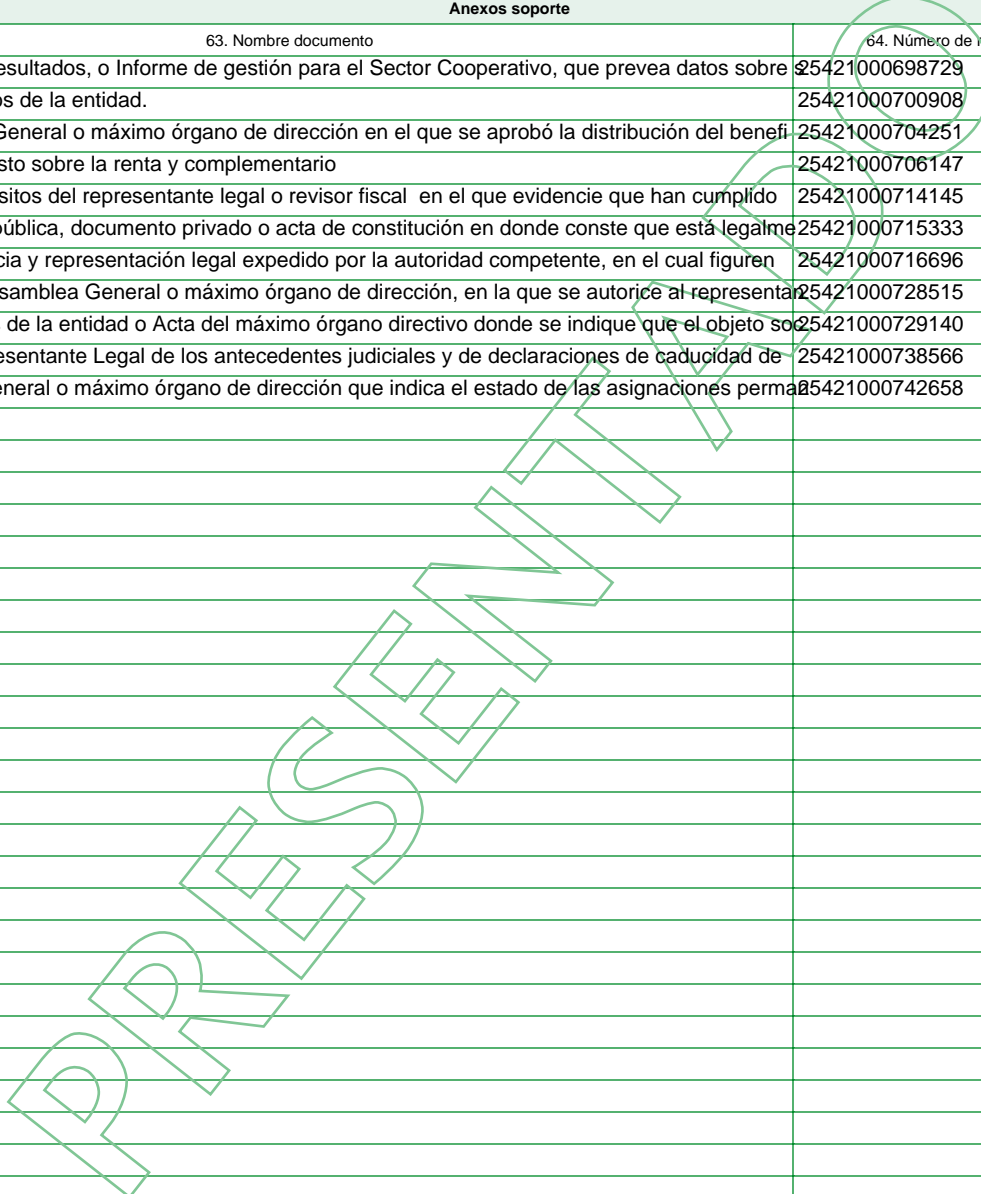 Anexos soporte
63. Nombre documento 64. Número de
esultados, o Informe de gestión para el Sector Cooperativo, que prevea datos sobre s 25421000698729
os de la entidad. 25421000700908
General o máximo órgano de dirección en el que se aprobó la distribución del benefi 25421000704251
sto sobre la renta y complementario 25421000706147
sitos del representante legal o revisor fiscal en el que evidencie que han cumplido 25421000714145
pública, documento privado o acta de constitución en donde conste que está legalme 25421000715333
cia y representación legal expedido por la autoridad competente, en el cual figuren 25421000716696
samblea General o máximo órgano de dirección, en la que se autorice al representan 25421000728515
de la entidad o Acta del máximo órgano directivo donde se indique que el objeto soc 25421000729140
esentante Legal de los antecedentes judiciales y de declaraciones de caducidad de 25421000738566
eneral o máximo órgano de dirección que indica el estado de las asignaciones perman 25421000742658
PRESENTADO